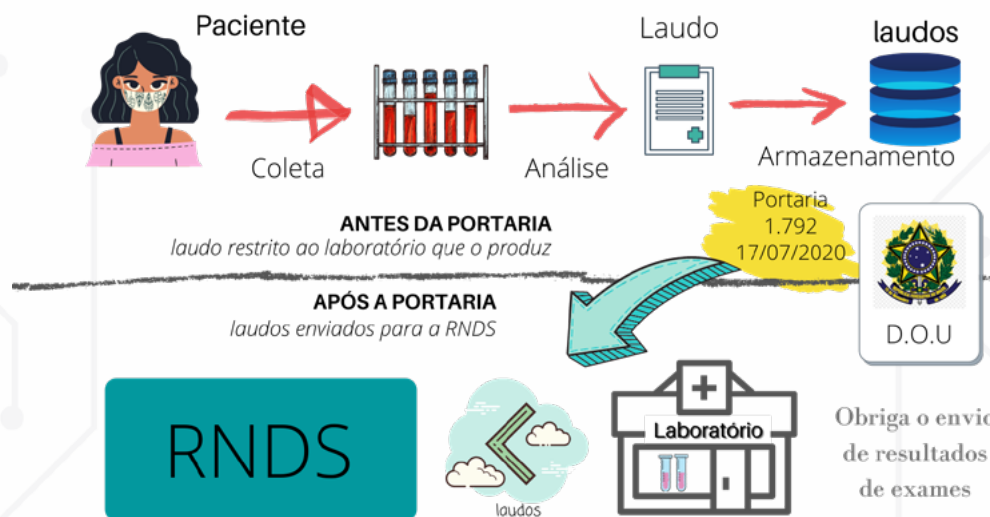 Paciente
Laudo
laudos
Coleta
Análise
Armazenamento
Portaria
1.792
17/07/2020
ANTES DA PORTARIA
laudo restrito ao laboratório que o produz
APÓS A PORTARIA
laudos enviados para a RNDS
D.O.U
RNDS
laudos
Laboratório
Obriga o envio
de resultados
de exames